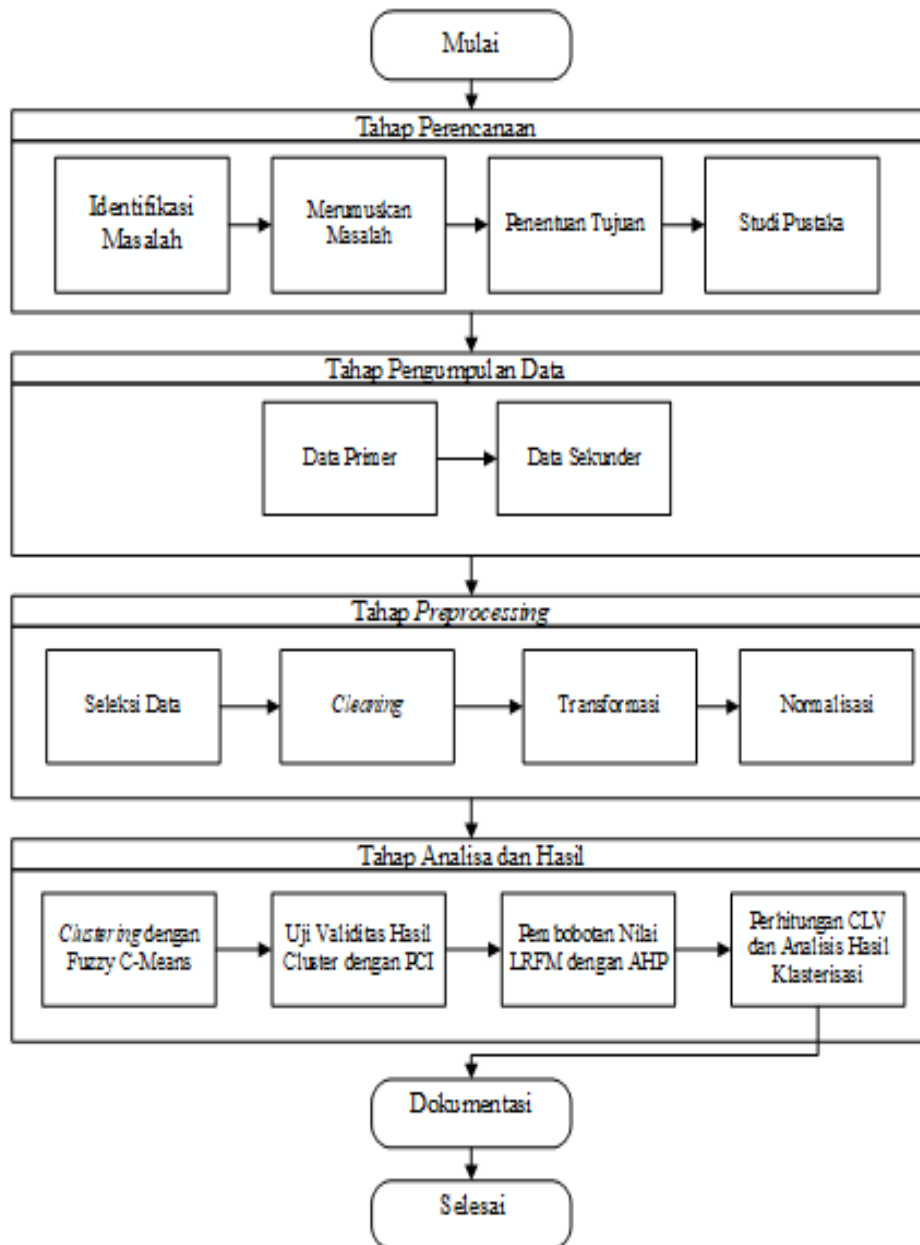 Mulai
Tahap Perencanaan
Identifikasi
Masalah
Merumuskan
Masalah
Penentuan Tujuan
Studi Pustaka
Tahap Pengumpulan Data
Data Primer
Data Sekunder
Tahap Preprocessing
Seleksi Data
Cleaning
Transformasi
Normalisasi
Tahap Analisa dan Hasil
Clustering dengan
Fuzzy C-Means
Uji Validitas Hasil
Cluster dengan PCI
Pembobotan Nilai
LRFM dengan AHP
Perhitungan CLV
dan Analisis Hasil
Klasterisasi
Dokumentasi
Selesai